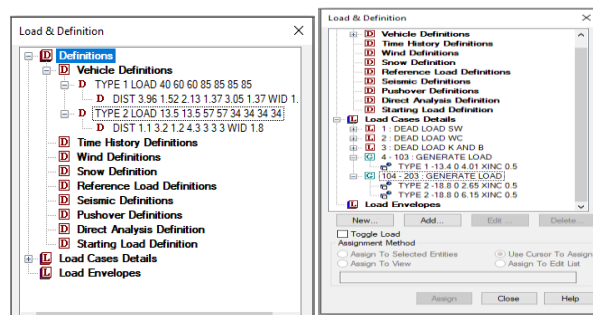 Load & Definition
Definitions
Vehicle Definitions
TYPE 1 LOAD 40 60 60 85 85 85 85
DIST 3.96 1.52 2.13 1.37 3.05 1.37 WID 1.
TYPE 2 LOAD 13.5 13.5 57 57 34 34 34 34
DIST 1.1 3.2 1.2 4.3 3 3 3 WID 1.8
Time History Definitions
Wind Definitions
Snow Definition
Reference Load Definitions
Seismic Definitions
Pushover Definitions
Direct Analysis Definition
Starting Load Definition
Load Cases Details
Load Envelopes
Load & Definition
Vehicle Definitions
Time History Definitions
Wind Definitions
Snow Definition
Reference Load Definitions
Seismic Definitions
Pushover Definitions
Direct Analysis Definition
Starting Load Definition
Load Cases Details
1 : DEAD LOAD SW
2 : DEAD LOAD WC
3 : DEAD LOAD K AND B
4 - 103 : GENERATE LOAD
TYPE 1 -13.4 0 4.01 XINC 0.5
104 - 203 : GENERATE LOAD
TYPE 2 -18.8 0 2.65 XINC 0.5
TYPE 2 -18.8 0 6.15 XINC 0.5
Load Envelopes
New... Add... Edit ... Delete...
Toggle Load
Assignment Method
Assign To Selected Entities Use Cursor To Assign
Assign To View Assign To Edit List
Assign Close Help